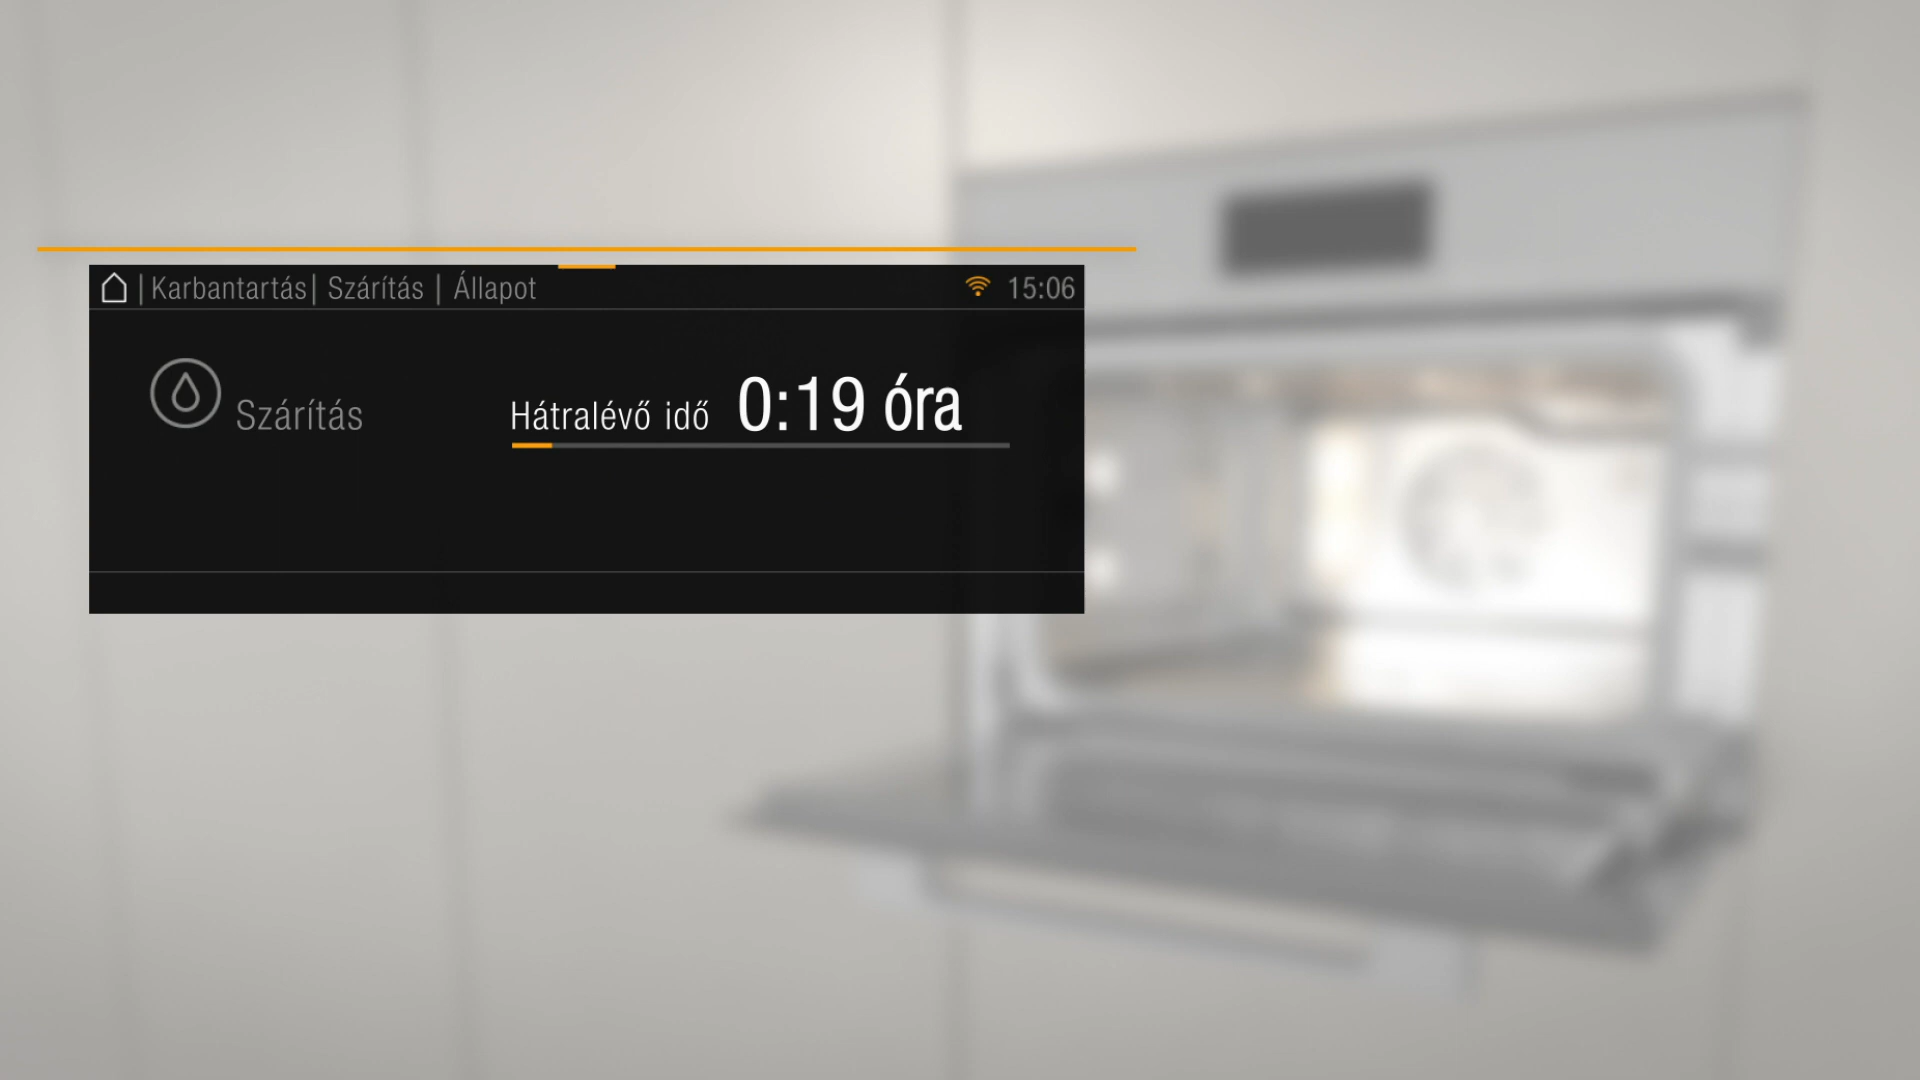 | Karbantartás | Szárítás | Állapot 15:06
Szárítás Hátralévő idő 0:19 óra